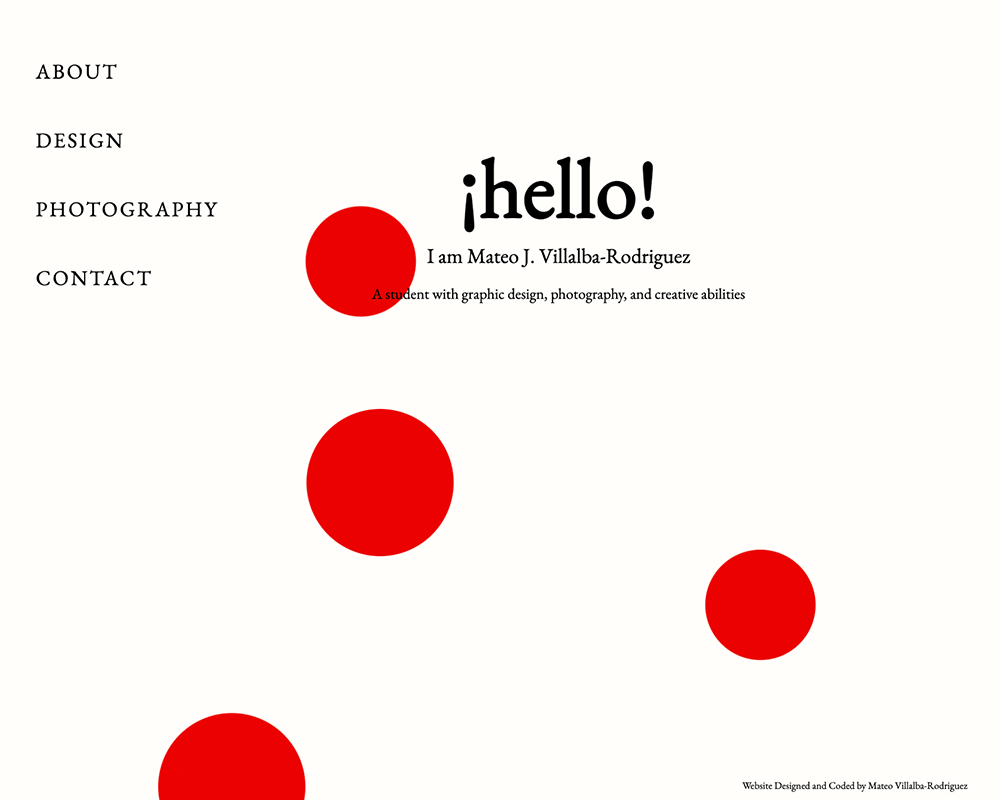 ABOUT
DESIGN
PHOTOGRAPHY
CONTACT
¡hello!
I am Mateo J. Villalba-Rodriguez
A student with graphic design, photography, and creative abilities
Website Designed and Coded by Mateo Villalba-Rodriguez